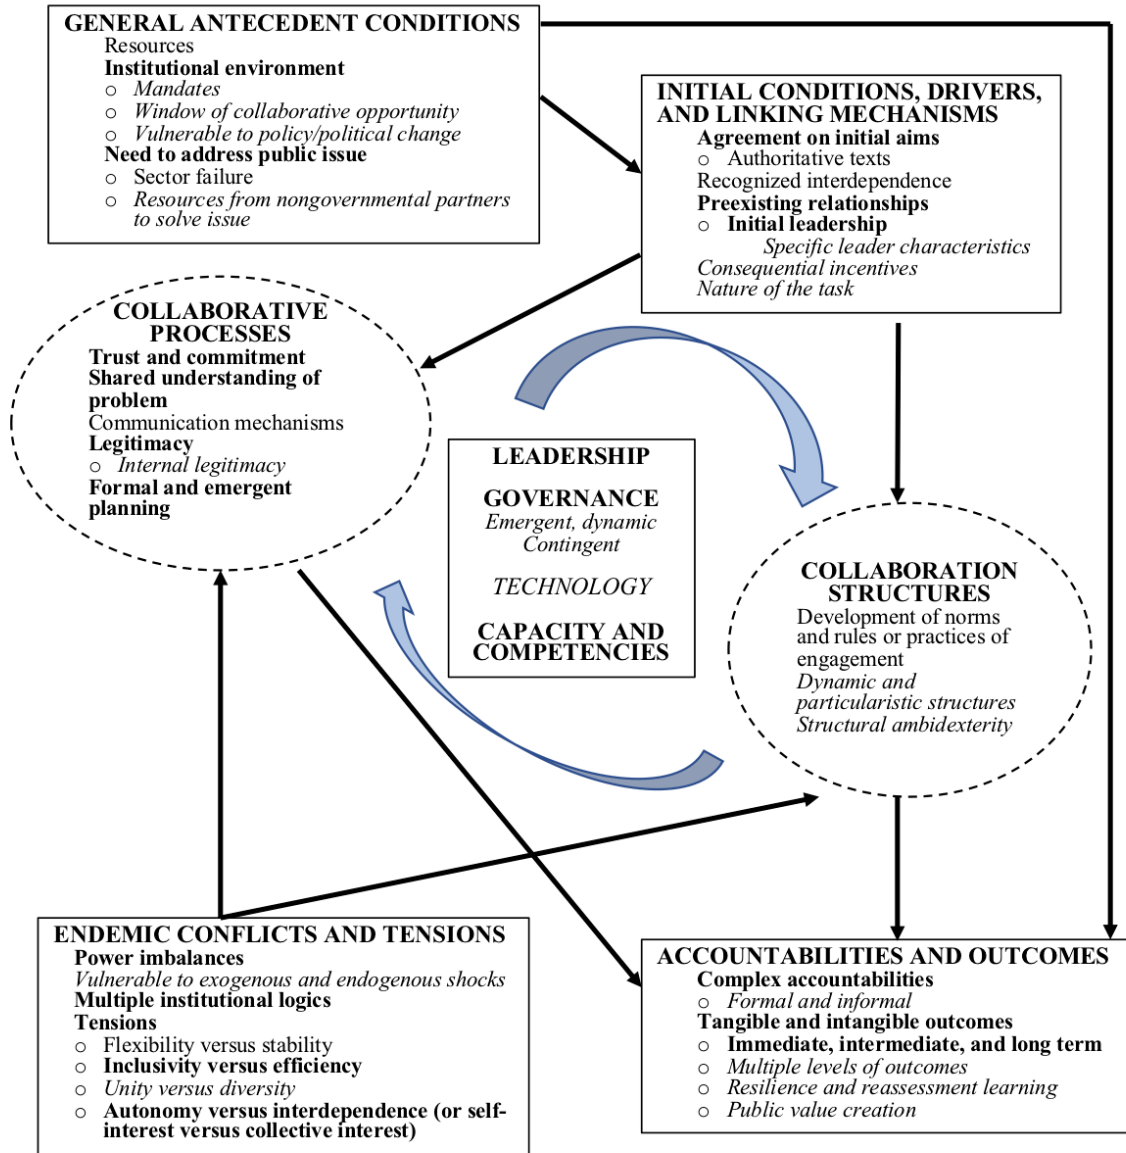 GENERAL ANTECEDENT CONDITIONS
Resources
Institutional environment
o Mandates
o Window of collaborative opportunity
o Vulnerable to policy/political change
Need to address public issue
o Sector failure
o Resources from nongovernmental partners
to solve issue
INITIAL CONDITIONS, DRIVERS,
AND LINKING MECHANISMS
Agreement on initial aims
o Authoritative texts
Recognized interdependence
Preexisting relationships
o Initial leadership
Specific leader characteristics
Consequential incentives
Nature of the task
COLLABORATIVE
PROCESSES
Trust and commitment
Shared understanding of
problem
Communication mechanisms
Legitimacy
o Internal legitimacy
Formal and emergent
planning
LEADERSHIP
GOVERNANCE
Emergent, dynamic
Contingent
TECHNOLOGY
CAPACITY AND
COMPETENCIES
COLLABORATION
STRUCTURES
Development of norms
and rules or practices of
engagement
Dynamic and
particularistic structures
Structural ambidexterity
ENDEMIC CONFLICTS AND TENSIONS
Power imbalances
Vulnerable to exogenous and endogenous shocks
Multiple institutional logics
Tensions
o Flexibility versus stability
o Inclusivity versus efficiency
o Unity versus diversity
o Autonomy versus interdependence (or self-
interest versus collective interest)
ACCOUNTABILITIES AND OUTCOMES
Complex accountabilities
o Formal and informal
Tangible and intangible outcomes
o Immediate, intermediate, and long term
o Multiple levels of outcomes
o Resilience and reassessment learning
o Public value creation